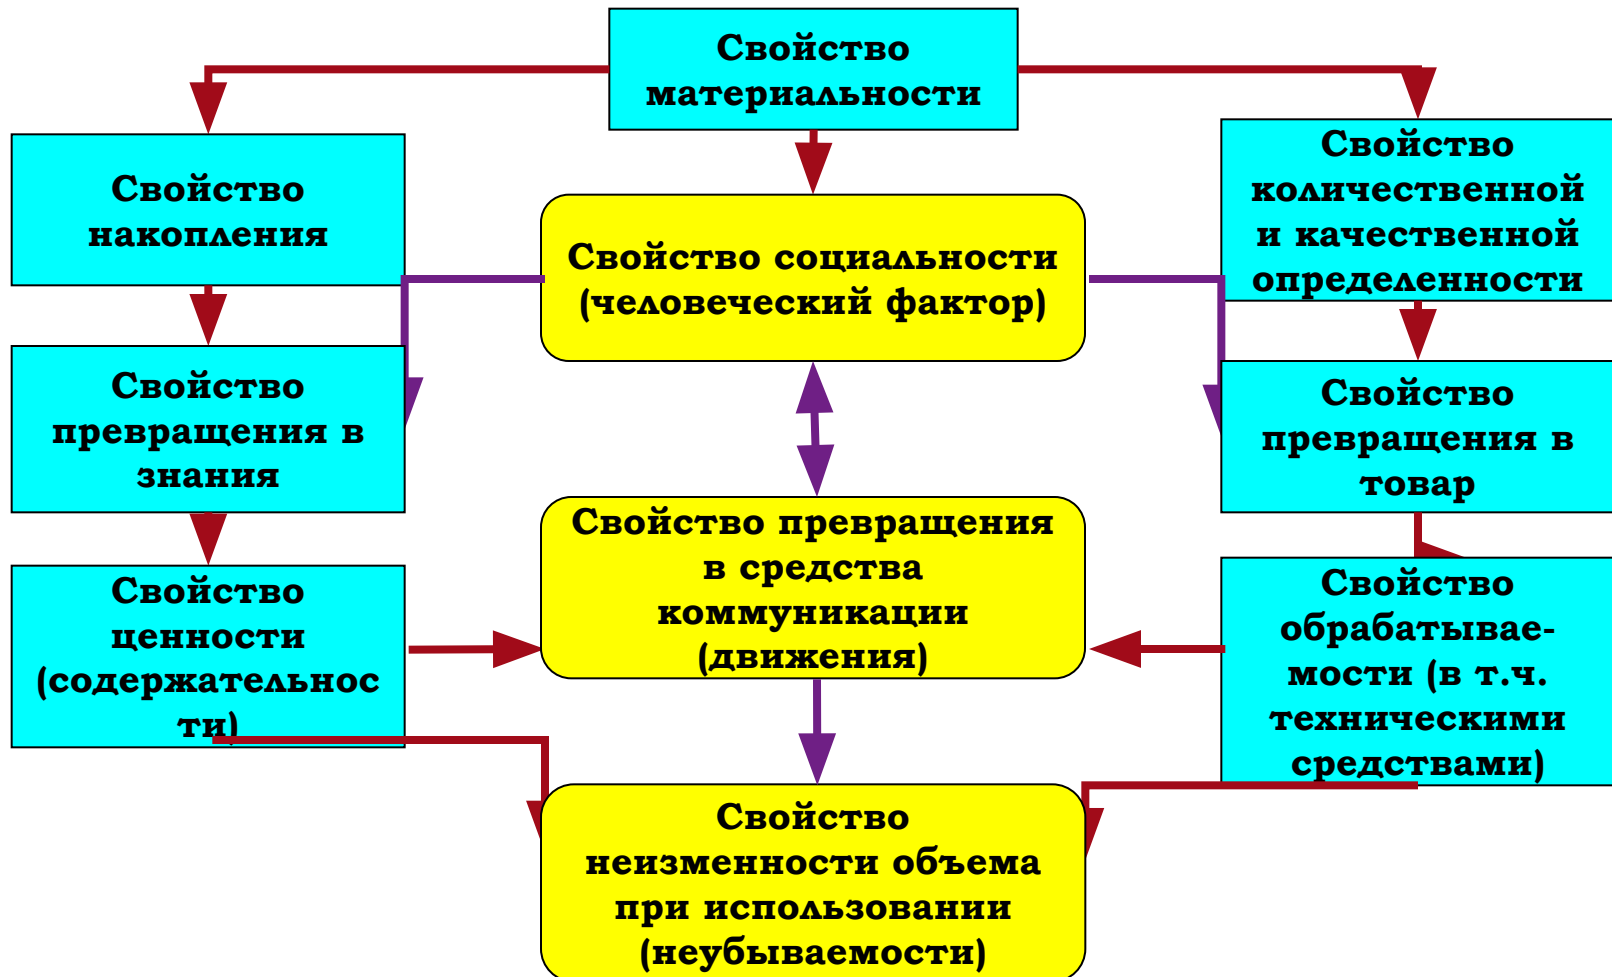 Свойство
материальности
Свойство
накопления
Свойство социальности
(человеческий фактор)
Свойство
количественной
и качественной
определенности
Свойство
превращения в
знания
Свойство
превращения в
товар
Свойство превращения
в средства
коммуникации
(движения)
Свойство
ценности
(содержательнос
ти)
Свойство
обрабатывае-
мости (в т.ч.
техническими
средствами)
Свойство
неизменности объема
при использовании
(неубываемости)